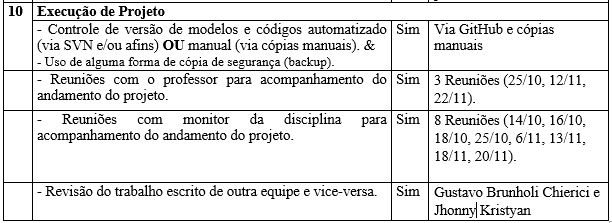 10 Execução de Projeto
- Controle de versão de modelos e códigos automatizado Sim Via GitHub e cópias
(via SVN e/ou afins) OU manual (via cópias manuais). & manuais
- Uso de alguma forma de cópia de segurança (backup).
- Reuniões com o professor para acompanhamento do Sim 3 Reuniões (25/10, 12/11,
andamento do projeto. 22/11).
- Reuniões com monitor da disciplina para Sim 8 Reuniões (14/10, 16/10,
acompanhamento do andamento do projeto. 18/10, 25/10, 6/11, 13/11,
18/11, 20/11).
- Revisão do trabalho escrito de outra equipe e vice-versa. Sim Gustavo Brunholi Chierici e
Jhonny Kristyan